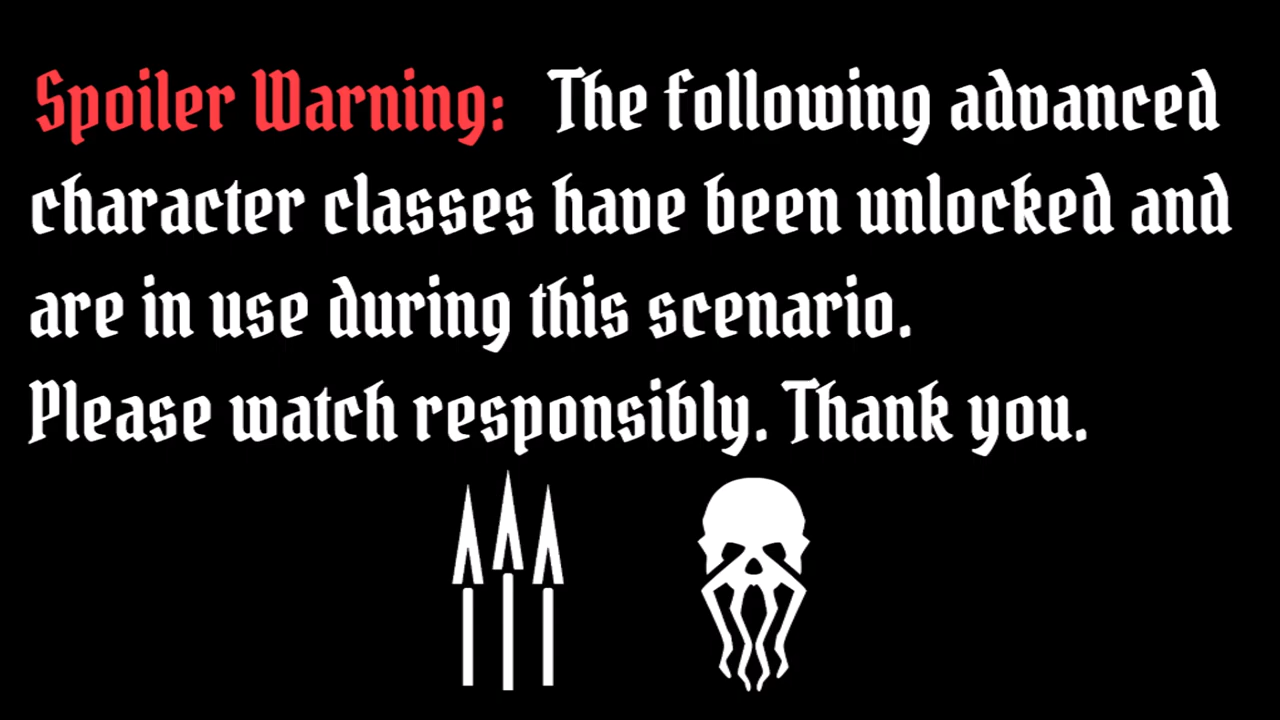 Spoiler Warning: The following advanced
character classes have been unlocked and
are in use during this scenario.
Please watch responsibly. Thank you.